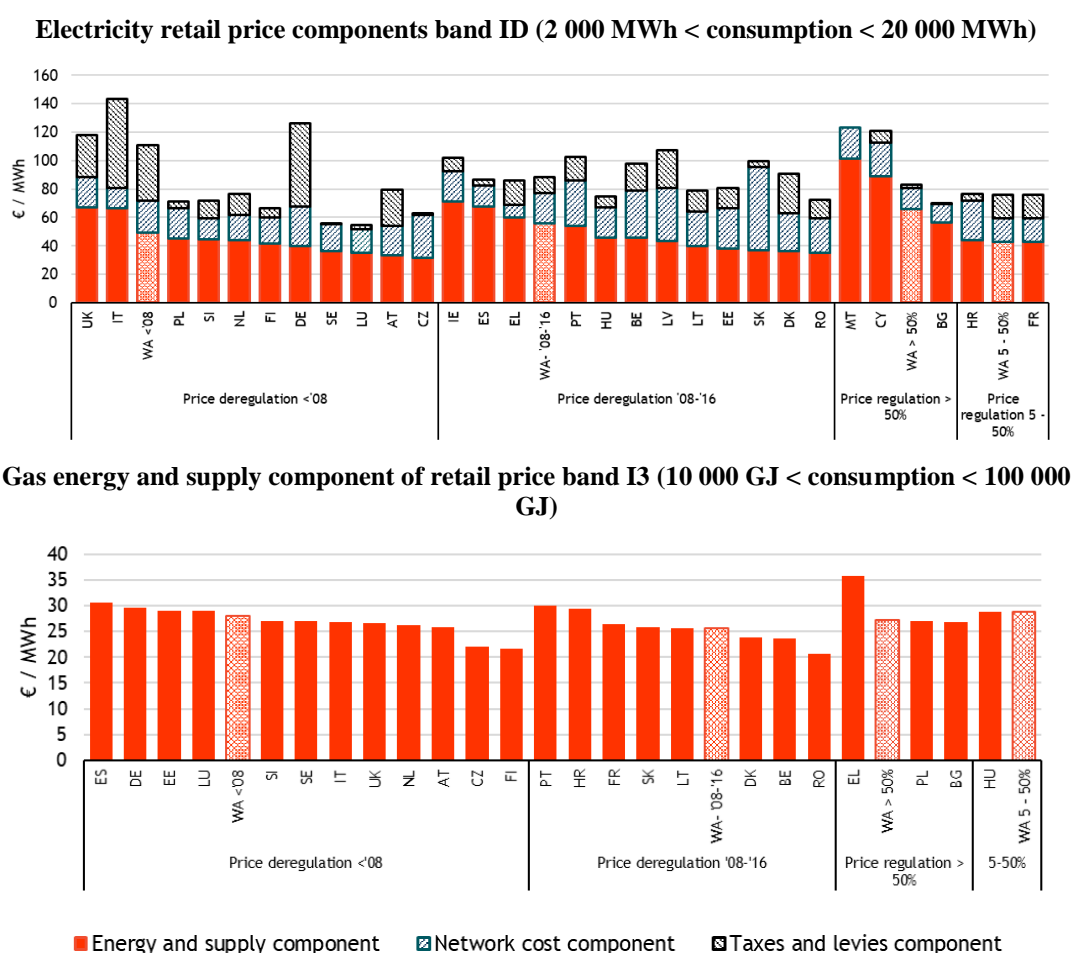 Electricity retail price components band ID (2 000 MWh < consumption < 20 000 MWh)
160
140
120
100
80
60
40
20
0
€ / MWh
UK
IT
WA <'08
PL
SI
NL
FI
DE
SE
LU
AT
CZ
IE
ES
EL
WA- '08-'16
PT
HU
BE
LV
LT
EE
SK
DK
RO
MT
CY
WA > 50%
BG
HR
WA 5 - 50%
FR
Price deregulation <'08
Price deregulation '08-'16
Price regulation >
50%
Price
regulation 5 -
50%
Gas energy and supply component of retail price band I3 (10 000 GJ < consumption < 100 000
GJ)
40
35
30
25
20
15
10
5
0
€ / MWh
ES
DE
EE
LU
WA <'08
SI
SE
IT
UK
NL
AT
CZ
FI
PT
HR
FR
SK
LT
WA- '08-'16
DK
BE
RO
EL
WA > 50%
PL
BG
HU
WA 5 - 50%
Price deregulation <'08
Price deregulation '08-'16
Price regulation >
50%
5-50%
Energy and supply component
Network cost component
Taxes and levies component